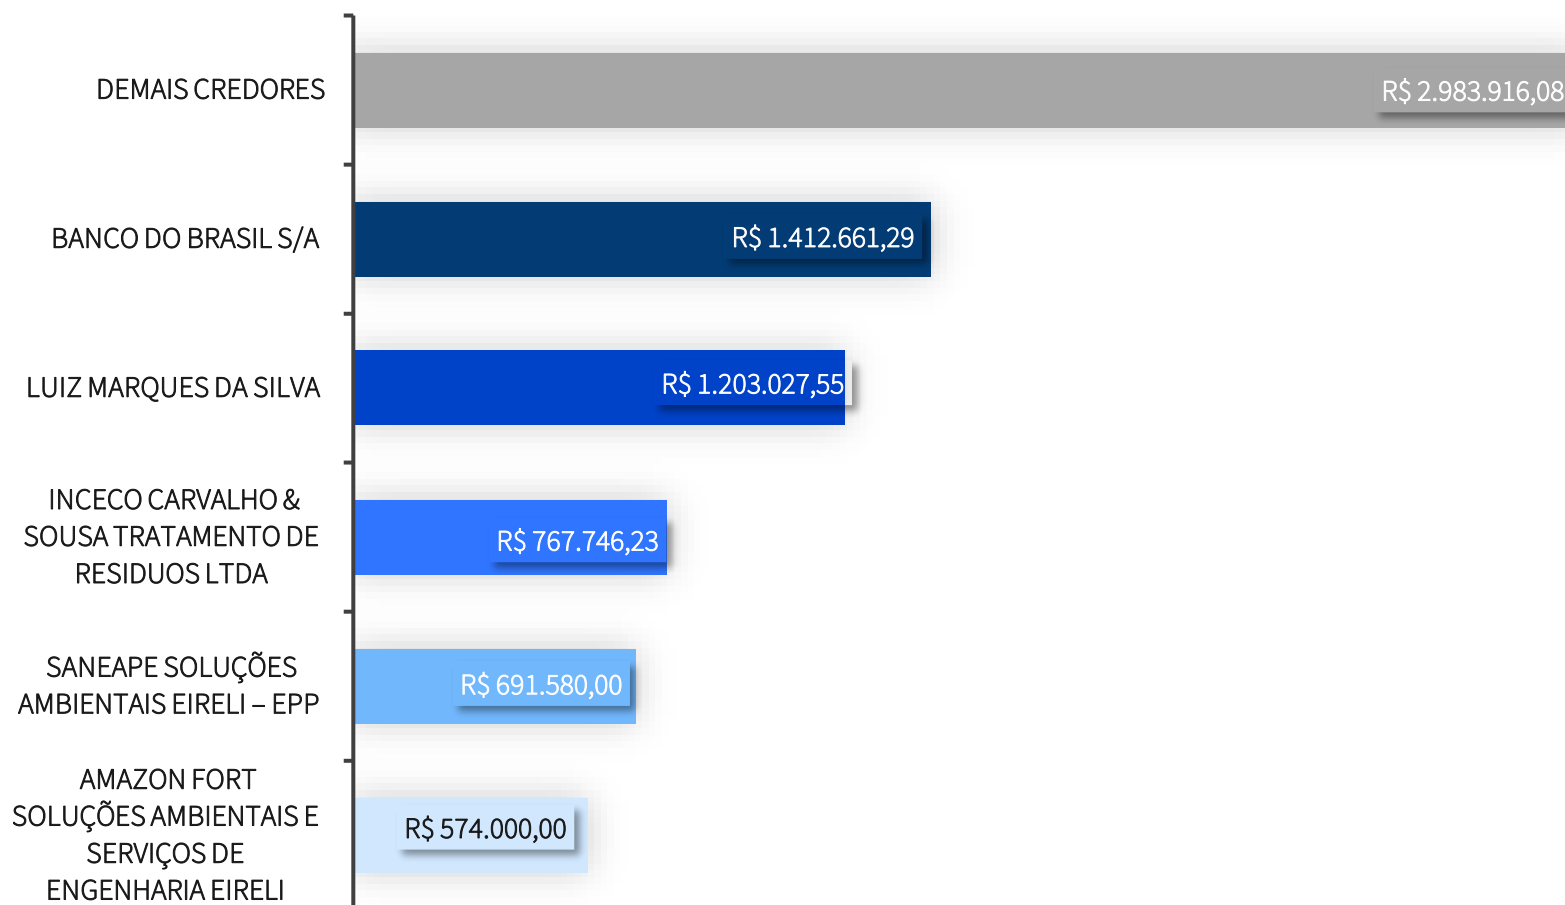 DEMAIS CREDORES
R$ 2.983.916,08
BANCO DO BRASIL S/A
R$ 1.412.661,29
LUIZ MARQUES DA SILVA
R$ 1.203.027,55
INCECO CARVALHO &
SOUSA TRATAMENTO DE
RESIDUOS LTDA
R$ 767.746,23
SANEAPE SOLUÇÕES
AMBIENTAIS EIRELI – EPP
R$ 691.580,00
AMAZON FORT
SOLUÇÕES AMBIENTAIS E
SERVIÇOS DE
ENGENHARIA EIRELI
R$ 574.000,00